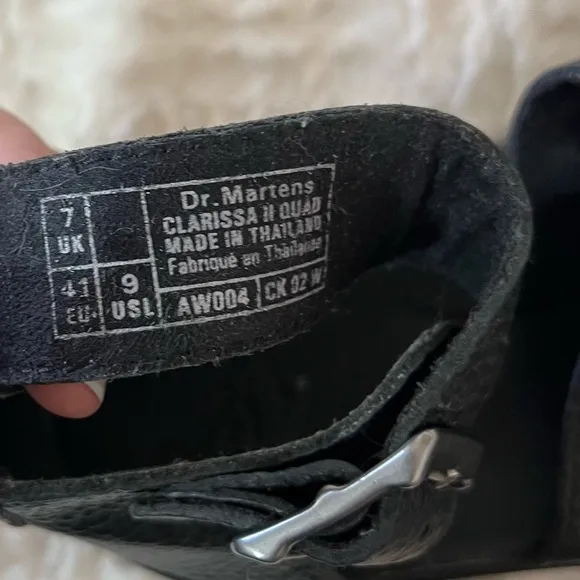 7
UK
41
EU
9
USL
Dr.Martens
CLARISSA II QUAD
MADE IN THAILAND
Fabriqué en Thaïlande
AW004
CK 02 W